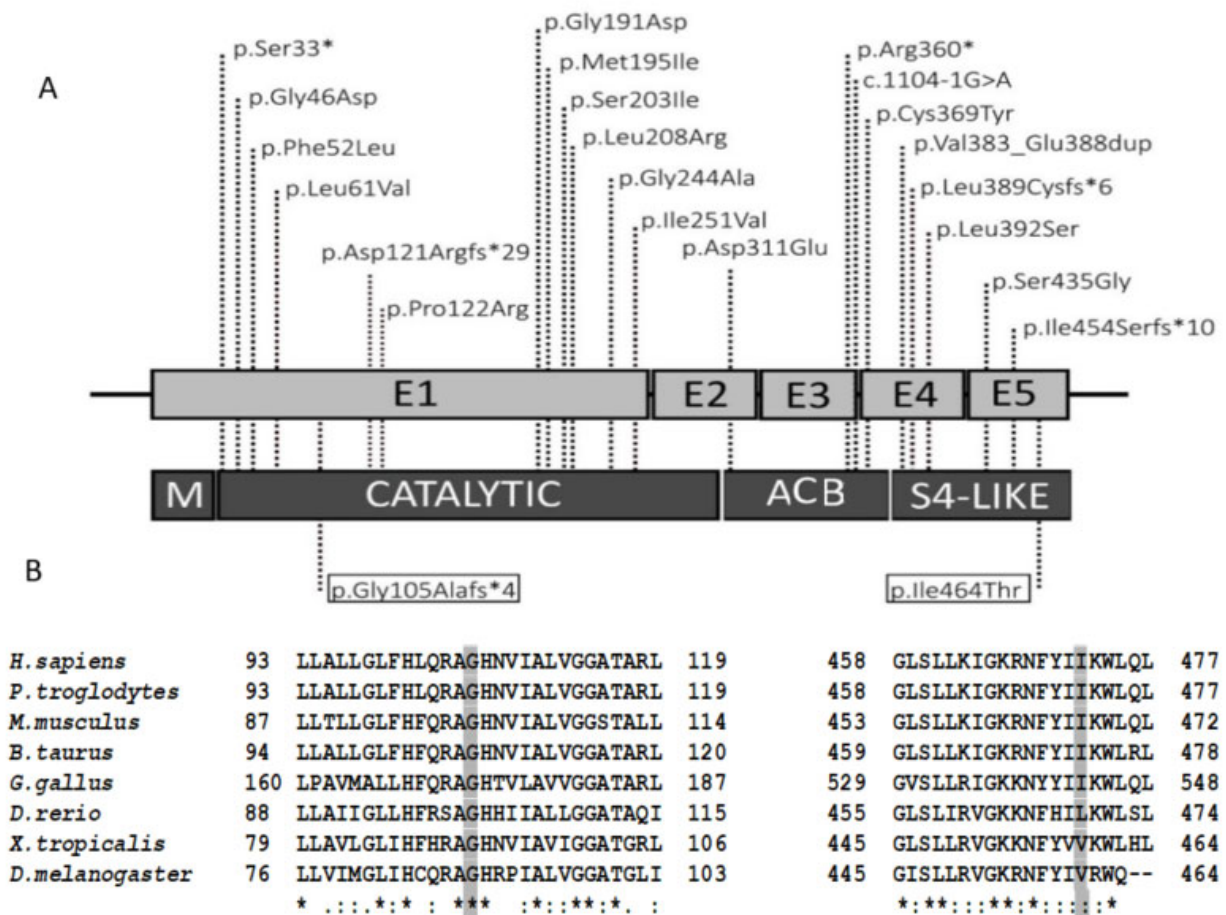 A
p.Ser33*
p.Gly46Asp
p.Phe52Leu
p.Leu61Val
p.Asp121Argfs*29
p.Pro122Arg
p.Gly191Asp
p.Met195Ile
p.Ser203Ile
p.Leu208Arg
p.Gly244Ala
p.Ile251Val
p.Asp311Glu
p.Arg360*
c.1104-1G>A
p.Cys369Tyr
p.Val383_Glu388dup
p.Leu389Cysfs*6
p.Leu392Ser
p.Ser435Gly
p.Ile454Serfs*10
E1 E2 E3 E4 E5
M CATALYTIC ACB S4-LIKE
p.Gly105Alafs*4 p.Ile464Thr
B
H.sapiens 93 LLALLGLFHLQRAGHNVIALVGGATARL 119 458 GLSLLKIGKRNFYIIKWLQL 477
P.troglodytes 93 LLALLGLFHLQRAGHNVIALVGGATARL 119 458 GLSLLKIGKRNFYIIKWLQL 477
M.musculus 87 LLTLLGLFHFQRAGHNVIALVGGSTALL 114 453 GLSLLKIGKRNFYIIKWLQL 472
B.taurus 94 LLALLGLFHFQRAGHNVIALVGGATARL 120 459 GLSLLKIGKRNFYIIKWLRL 478
G.gallus 160 LPAVMALLHFQRAGHTVLAVVGGATARL 187 529 GVSLLRIGKKNYYIIKWLQL 548
D.rerio 88 LLAIIGLLHFRSAGHHIIALLGGATAQI 115 455 GLSLIRVGKKNFHILKWLSL 474
X.tropicalis 79 LLAVLGLIHFHRAGHNVIAVIGGATGRL 106 445 GLSLLRVGKKNFYVVKWLHL 464
D.melanogaster 76 LLVIMGLIHCQRAGHRPIALVGGATGLI 103 445 GISLLRVGKRNFYIVRWQ-- 464
* .::.:* : *** :*::****. : *:**::**:*:::::*